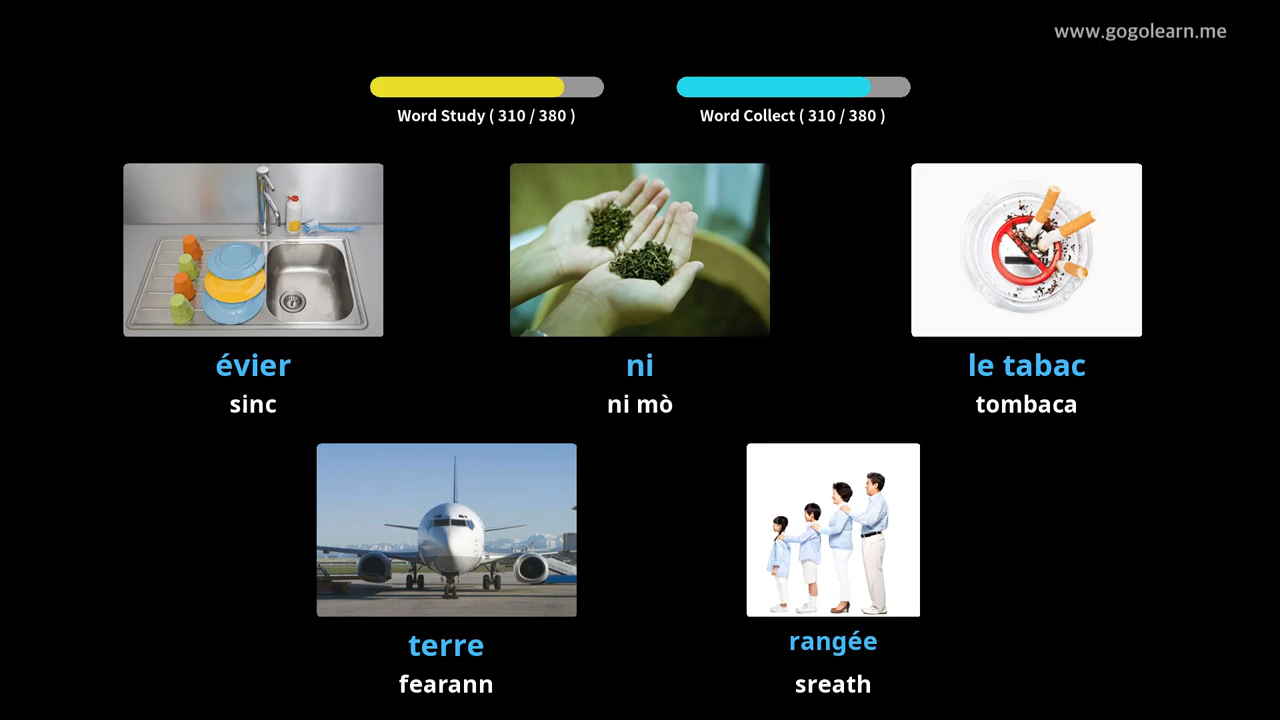 www.gogolearn.me
Word Study ( 310 / 380 )
Word Collect ( 310 / 380 )
évier
sinc
ni
ni mò
le tabac
tombaca
terre
fearann
rangée
sreath